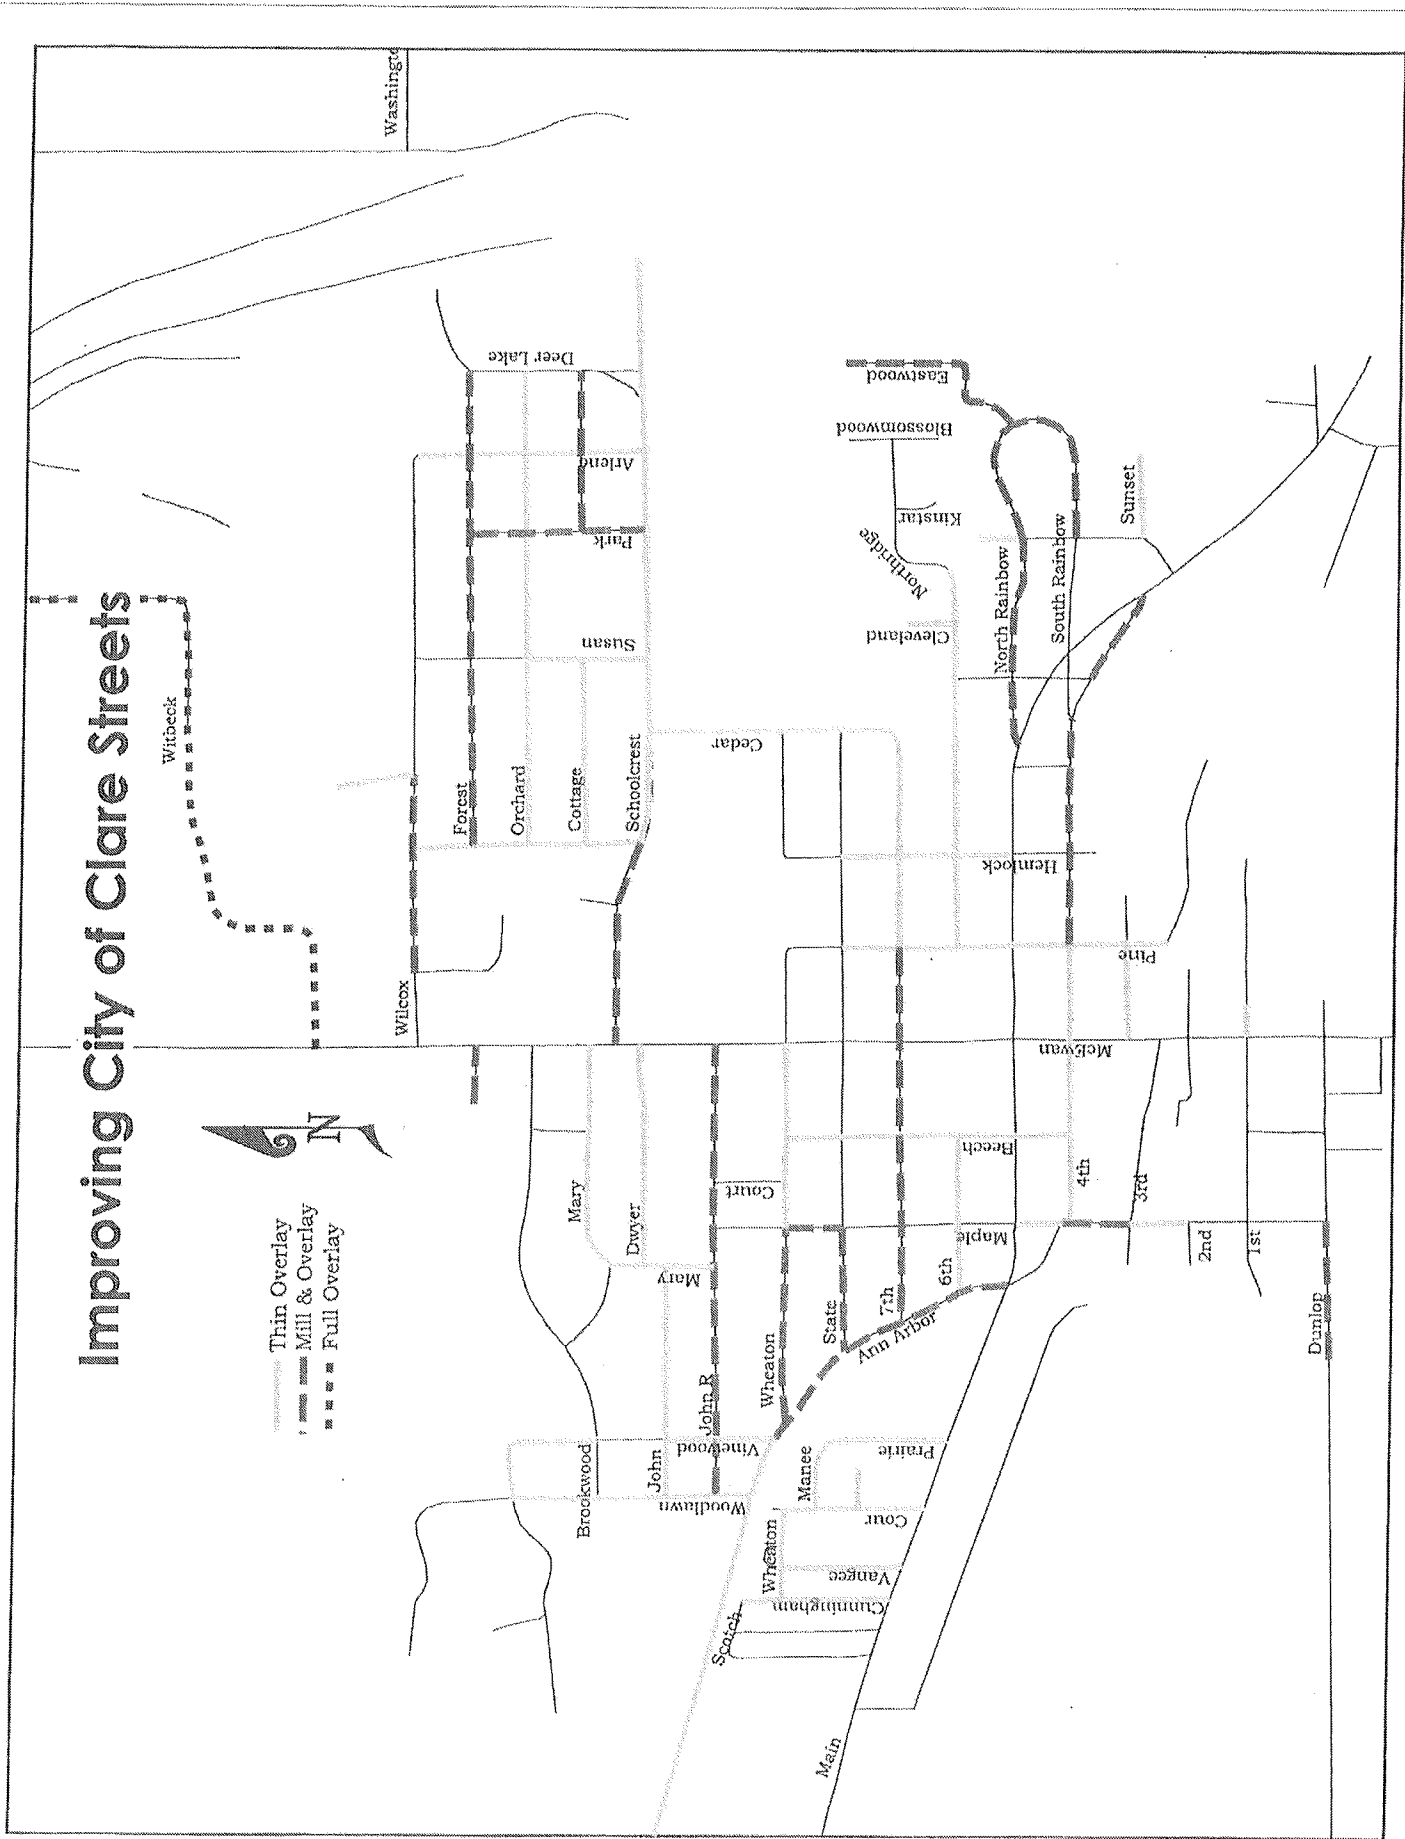 Improving City of Clare Streets
Thin Overlay
Mill & Overlay
Full Overlay
N
Witbeck
Washingt
Wilcox
Forest
Orchard
Cottage
Schoolcrest
Deer Lake
Arlend
Park
Susan
Cedar
Mary
Dwyer
Mary
Brookwood
John
John R
Vinewood
Woodlawn
Court
Wheaton
State
7th
6th
Ann Arbor
Maple
Beech
McEwan
Pine
Hemlock
Cleveland
Northridge
Kinstar
Blossomwood
Eastwood
North Rainbow
South Rainbow
Sunset
4th
3rd
2nd
1st
Dunlop
Scotch
Wheaton
Manee
Prairie
Cour
Vangee
Cunningham
Main